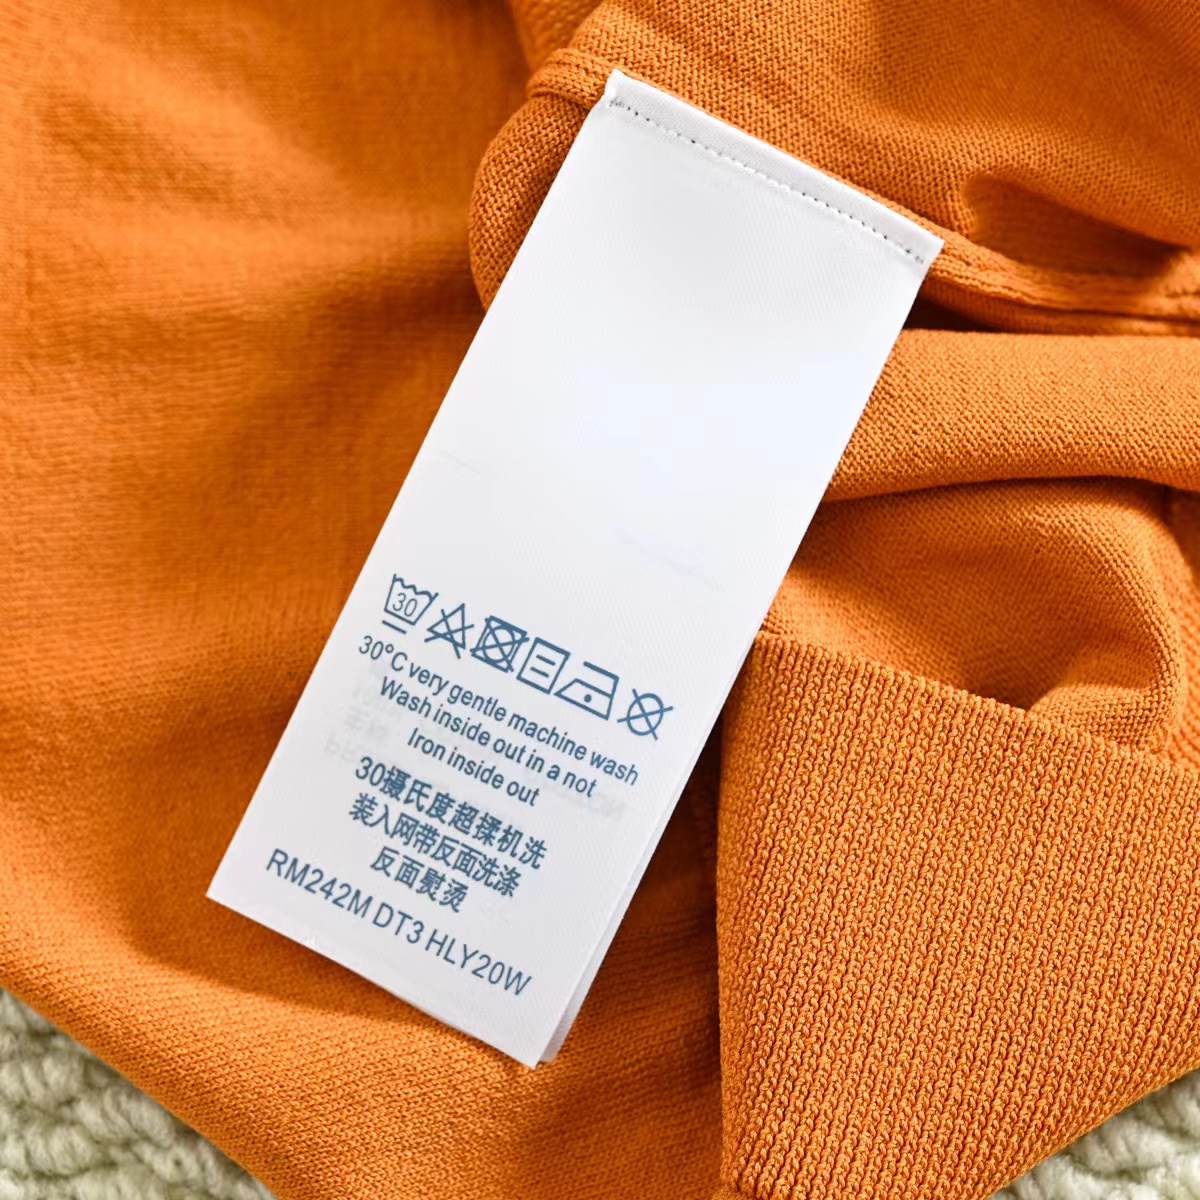 30
30°C very gentle machine wash
Wash inside out in a not
Iron inside out
30摄氏度超揉机洗
装入网带反面洗涤
反面熨烫
RM242M DT3 HLY20W